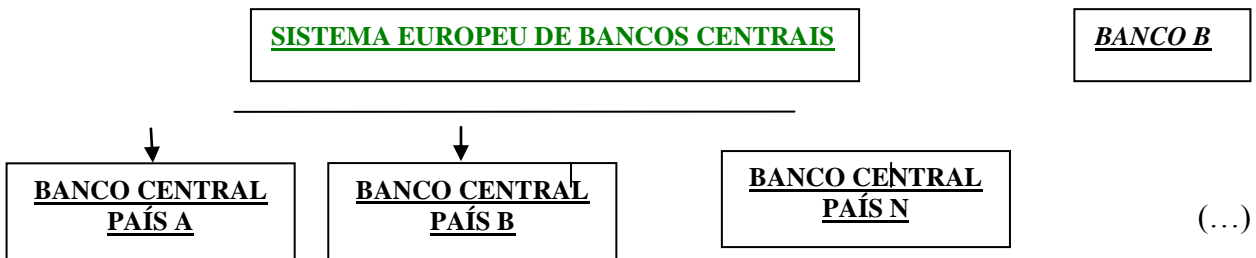 SISTEMA EUROPEU DE BANCOS CENTRAIS
BANCO B
BANCO CENTRAL
PAÍS A
BANCO CENTRAL
PAÍS B
BANCO CENTRAL
PAÍS N
(…)